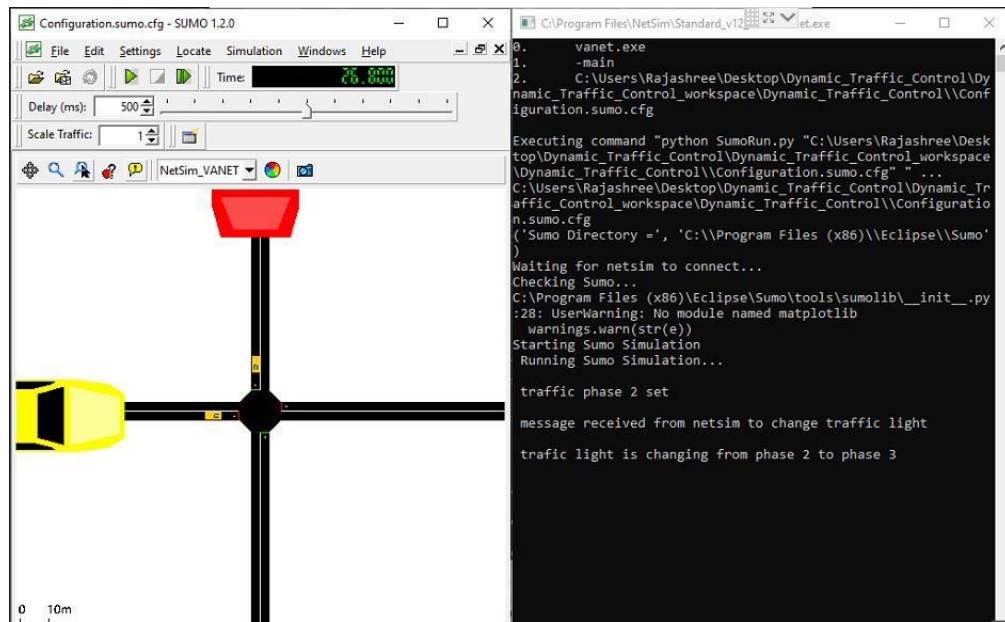 Configuration.sumo.cfg - SUMO 1.2.0
File Edit Settings Locate Simulation Windows Help
Time: 76.800
Delay (ms): 500
Scale Traffic: 1
NetSim_VANET
0 10m
C:\Program Files\NetSim\Standard_v12 et.exe
0. vanet.exe
1. -main
2. C:\Users\Rajashree\Desktop\Dynamic_Traffic_Control\Dy
namic_Traffic_Control_workspace\Dynamic_Traffic_Control\\Conf
iguration.sumo.cfg
Executing command "python SumoRun.py "C:\Users\Rajashree\Desk
top\Dynamic_Traffic_Control\Dynamic_Traffic_Control_workspace
\Dynamic_Traffic_Control\\Configuration.sumo.cfg" " ...
C:\Users\Rajashree\Desktop\Dynamic_Traffic_Control\Dynamic_Tr
affic_Control_workspace\Dynamic_Traffic_Control\\Configuratio
n.sumo.cfg
('Sumo Directory =', 'C:\\Program Files (x86)\\Eclipse\\Sumo'
)
Waiting for netsim to connect...
Checking Sumo...
C:\Program Files (x86)\Eclipse\Sumo\tools\sumolib\__init__.py
:28: UserWarning: No module named matplotlib
warnings.warn(str(e))
Starting Sumo Simulation
Running Sumo Simulation...
traffic phase 2 set
message received from netsim to change traffic light
trafic light is changing from phase 2 to phase 3